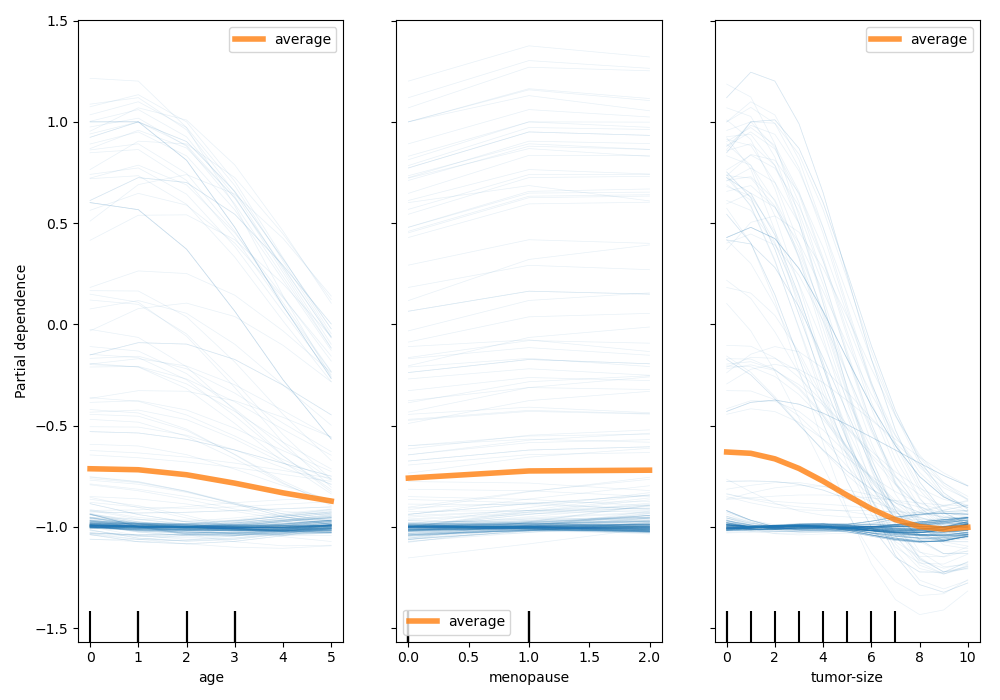 1.5
1.0
0.5
0.0
−0.5
−1.0
−1.5
Partial dependence
average
0 1 2 3 4 5
age
average
0.0 0.5 1.0 1.5 2.0
menopause
average
0 2 4 6 8 10
tumor-size